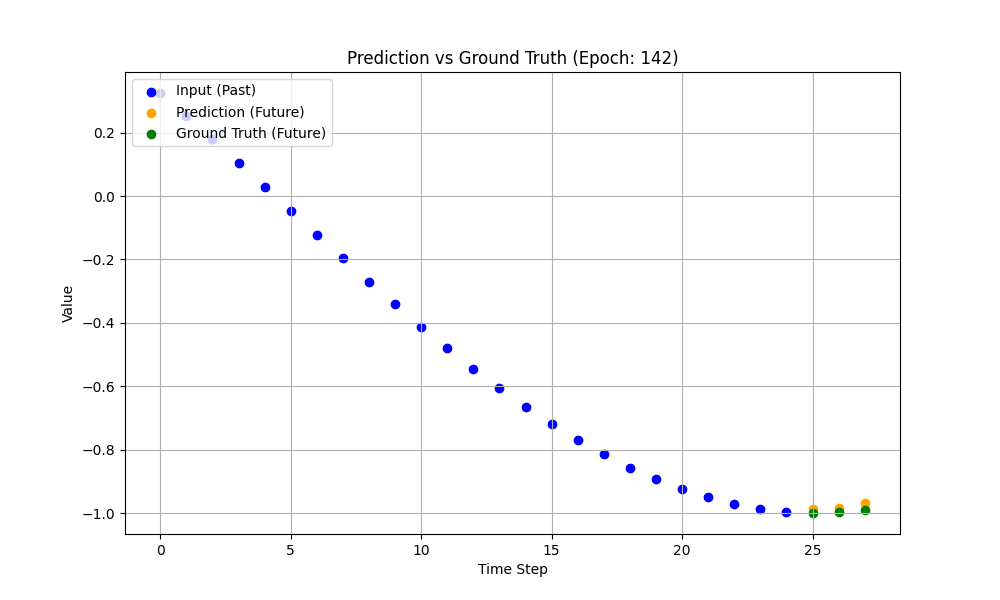 Prediction vs Ground Truth (Epoch: 142)
Input (Past)
Prediction (Future)
Ground Truth (Future)
0.2
0.0
−0.2
−0.4
−0.6
−0.8
−1.0
Value
0 5 10 15 20 25
Time Step